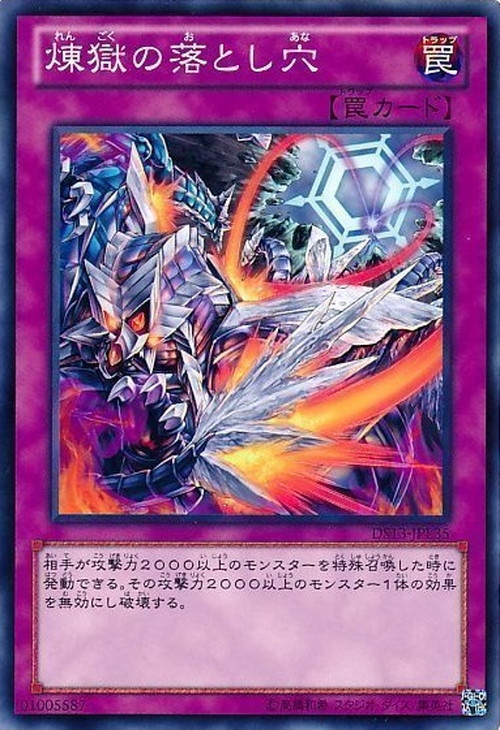 煉獄の落とし穴
罠
【罠カード】
DS13-JPL35
相手が攻撃力2000以上のモンスターを特殊召喚した時に
発動できる。その攻撃力2000以上のモンスター1体の効果
を無効にし破壊する。
01005587
©高橋和希 スタジオ・ダイス/集英社